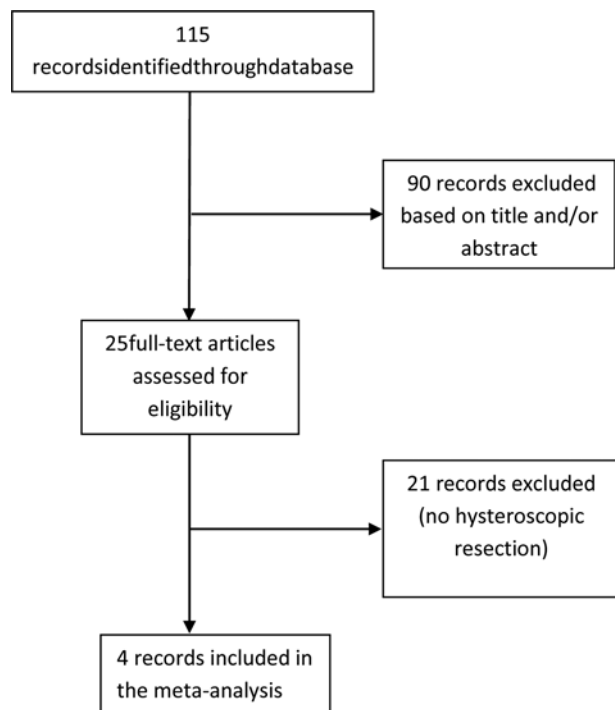 115
recordsidentifiedthroughdatabase
90 records excluded
based on title and/or
abstract
25full-text articles
assessed for
eligibility
21 records excluded
(no hysteroscopic
resection)
4 records included in
the meta-analysis